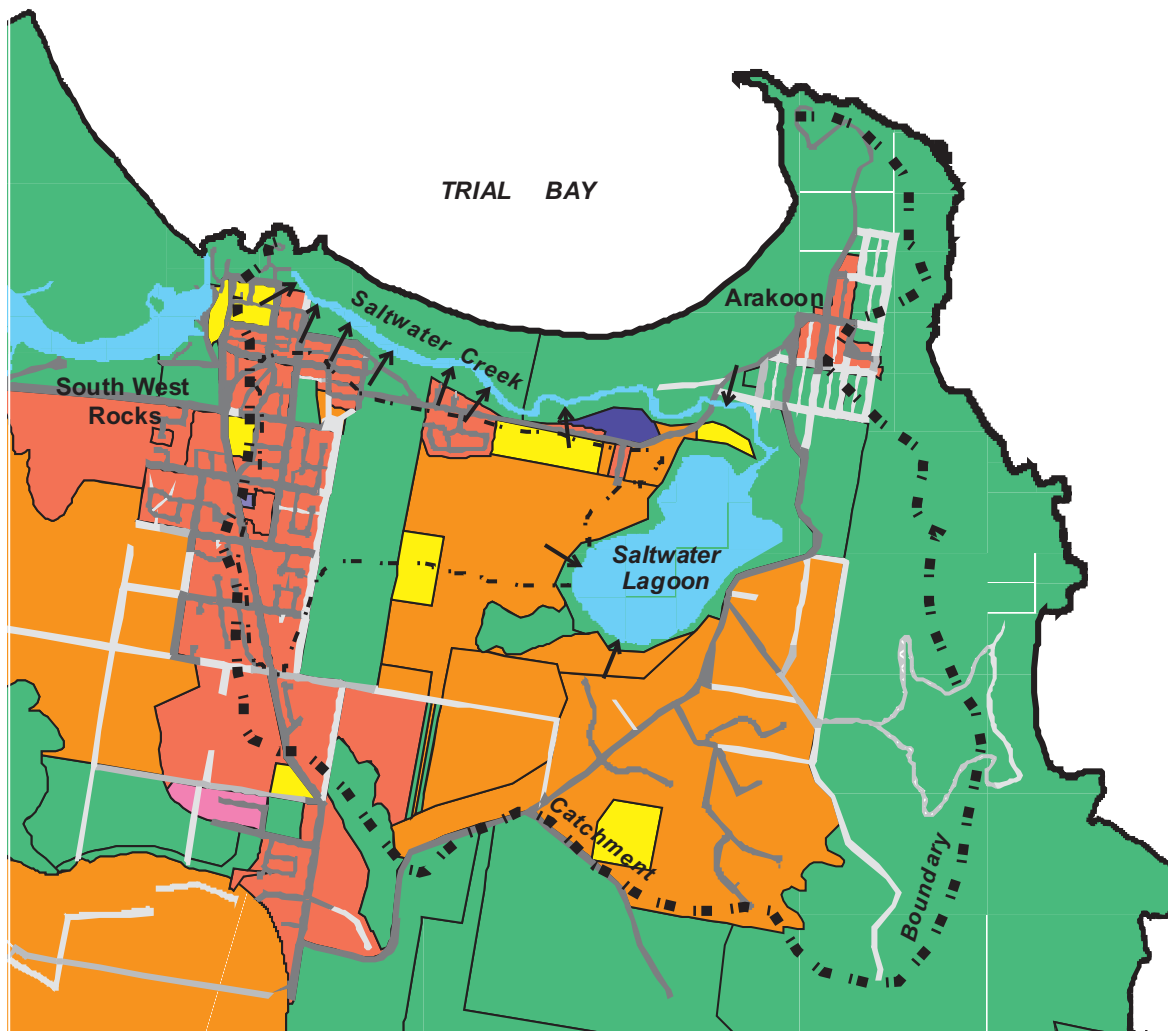 TRIAL BAY
Arakoon
Saltwater Creek
South West
Rocks
Saltwater
Lagoon
Catchment
Boundary